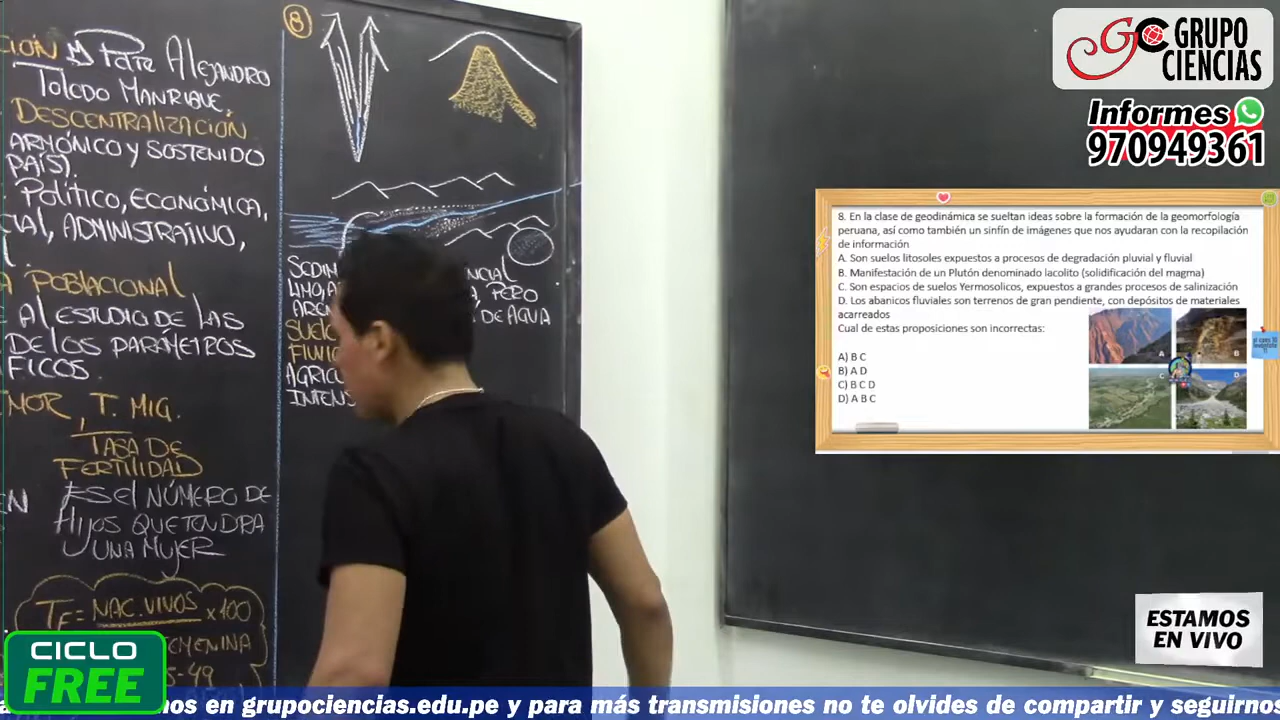 CIÓN
Alejandro
Toledo Manrique.
DESCENTRALIZACIÓN
ARMÓNICO y SOSTENIDO
PAÍS).
Político, Económica,
CIAL, ADMINISTRATIVO,
POBLACIONAL
AL ESTUDIO DE LAS
DE LOS PARÁMETROS
FICOS.
T. MIG.
TASA DE
FERTILIDAD
Es el NÚMERO DE
Hijos QUE TENDRA
UNA MUJER
TF = NAC. VIVOS x100
FEMENINA
-49
8
NCIAL
PERO
DE AGUA
AGRICU
INTENS
GC GRUPO
CIENCIAS
Informes
970949361
8. En la clase de geodinámica se sueltan ideas sobre la formación de la geomorfología
peruana, así como también un sinfín de imágenes que nos ayudaran con la recopilación
de información
A. Son suelos litosoles expuestos a procesos de degradación pluvial y fluvial
B. Manifestación de un Plutón denominado lacolito (solidificación del magma)
C. Son espacios de suelos Yermosolicos, expuestos a grandes procesos de salinización
D. Los abanicos fluviales son terrenos de gran pendiente, con depósitos de materiales
acarreados
Cual de estas proposiciones son incorrectas:
A) B C
B) A D
C) B C D
D) A B C
A
B
C
D
ESTAMOS
EN VIVO
CICLO
FREE
nos en grupociencias.edu.pe y para más transmisiones no te olvides de compartir y seguirnos